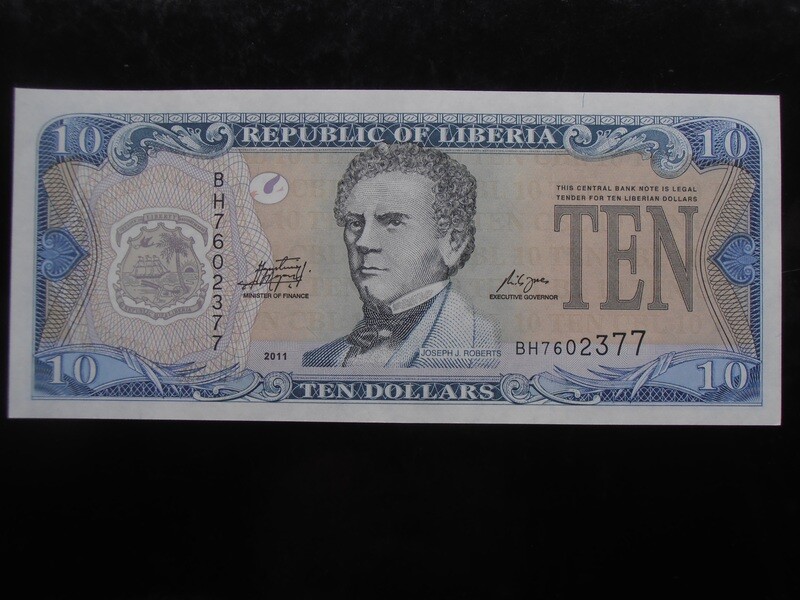 10
REPUBLIC OF LIBERIA
10
BH7602377
THIS CENTRAL BANK NOTE IS LEGAL
TENDER FOR TEN LIBERIAN DOLLARS
TEN
MINISTER OF FINANCE
EXECUTIVE GOVERNOR
2011
JOSEPH J. ROBERTS
BH7602377
10
TEN DOLLARS
10